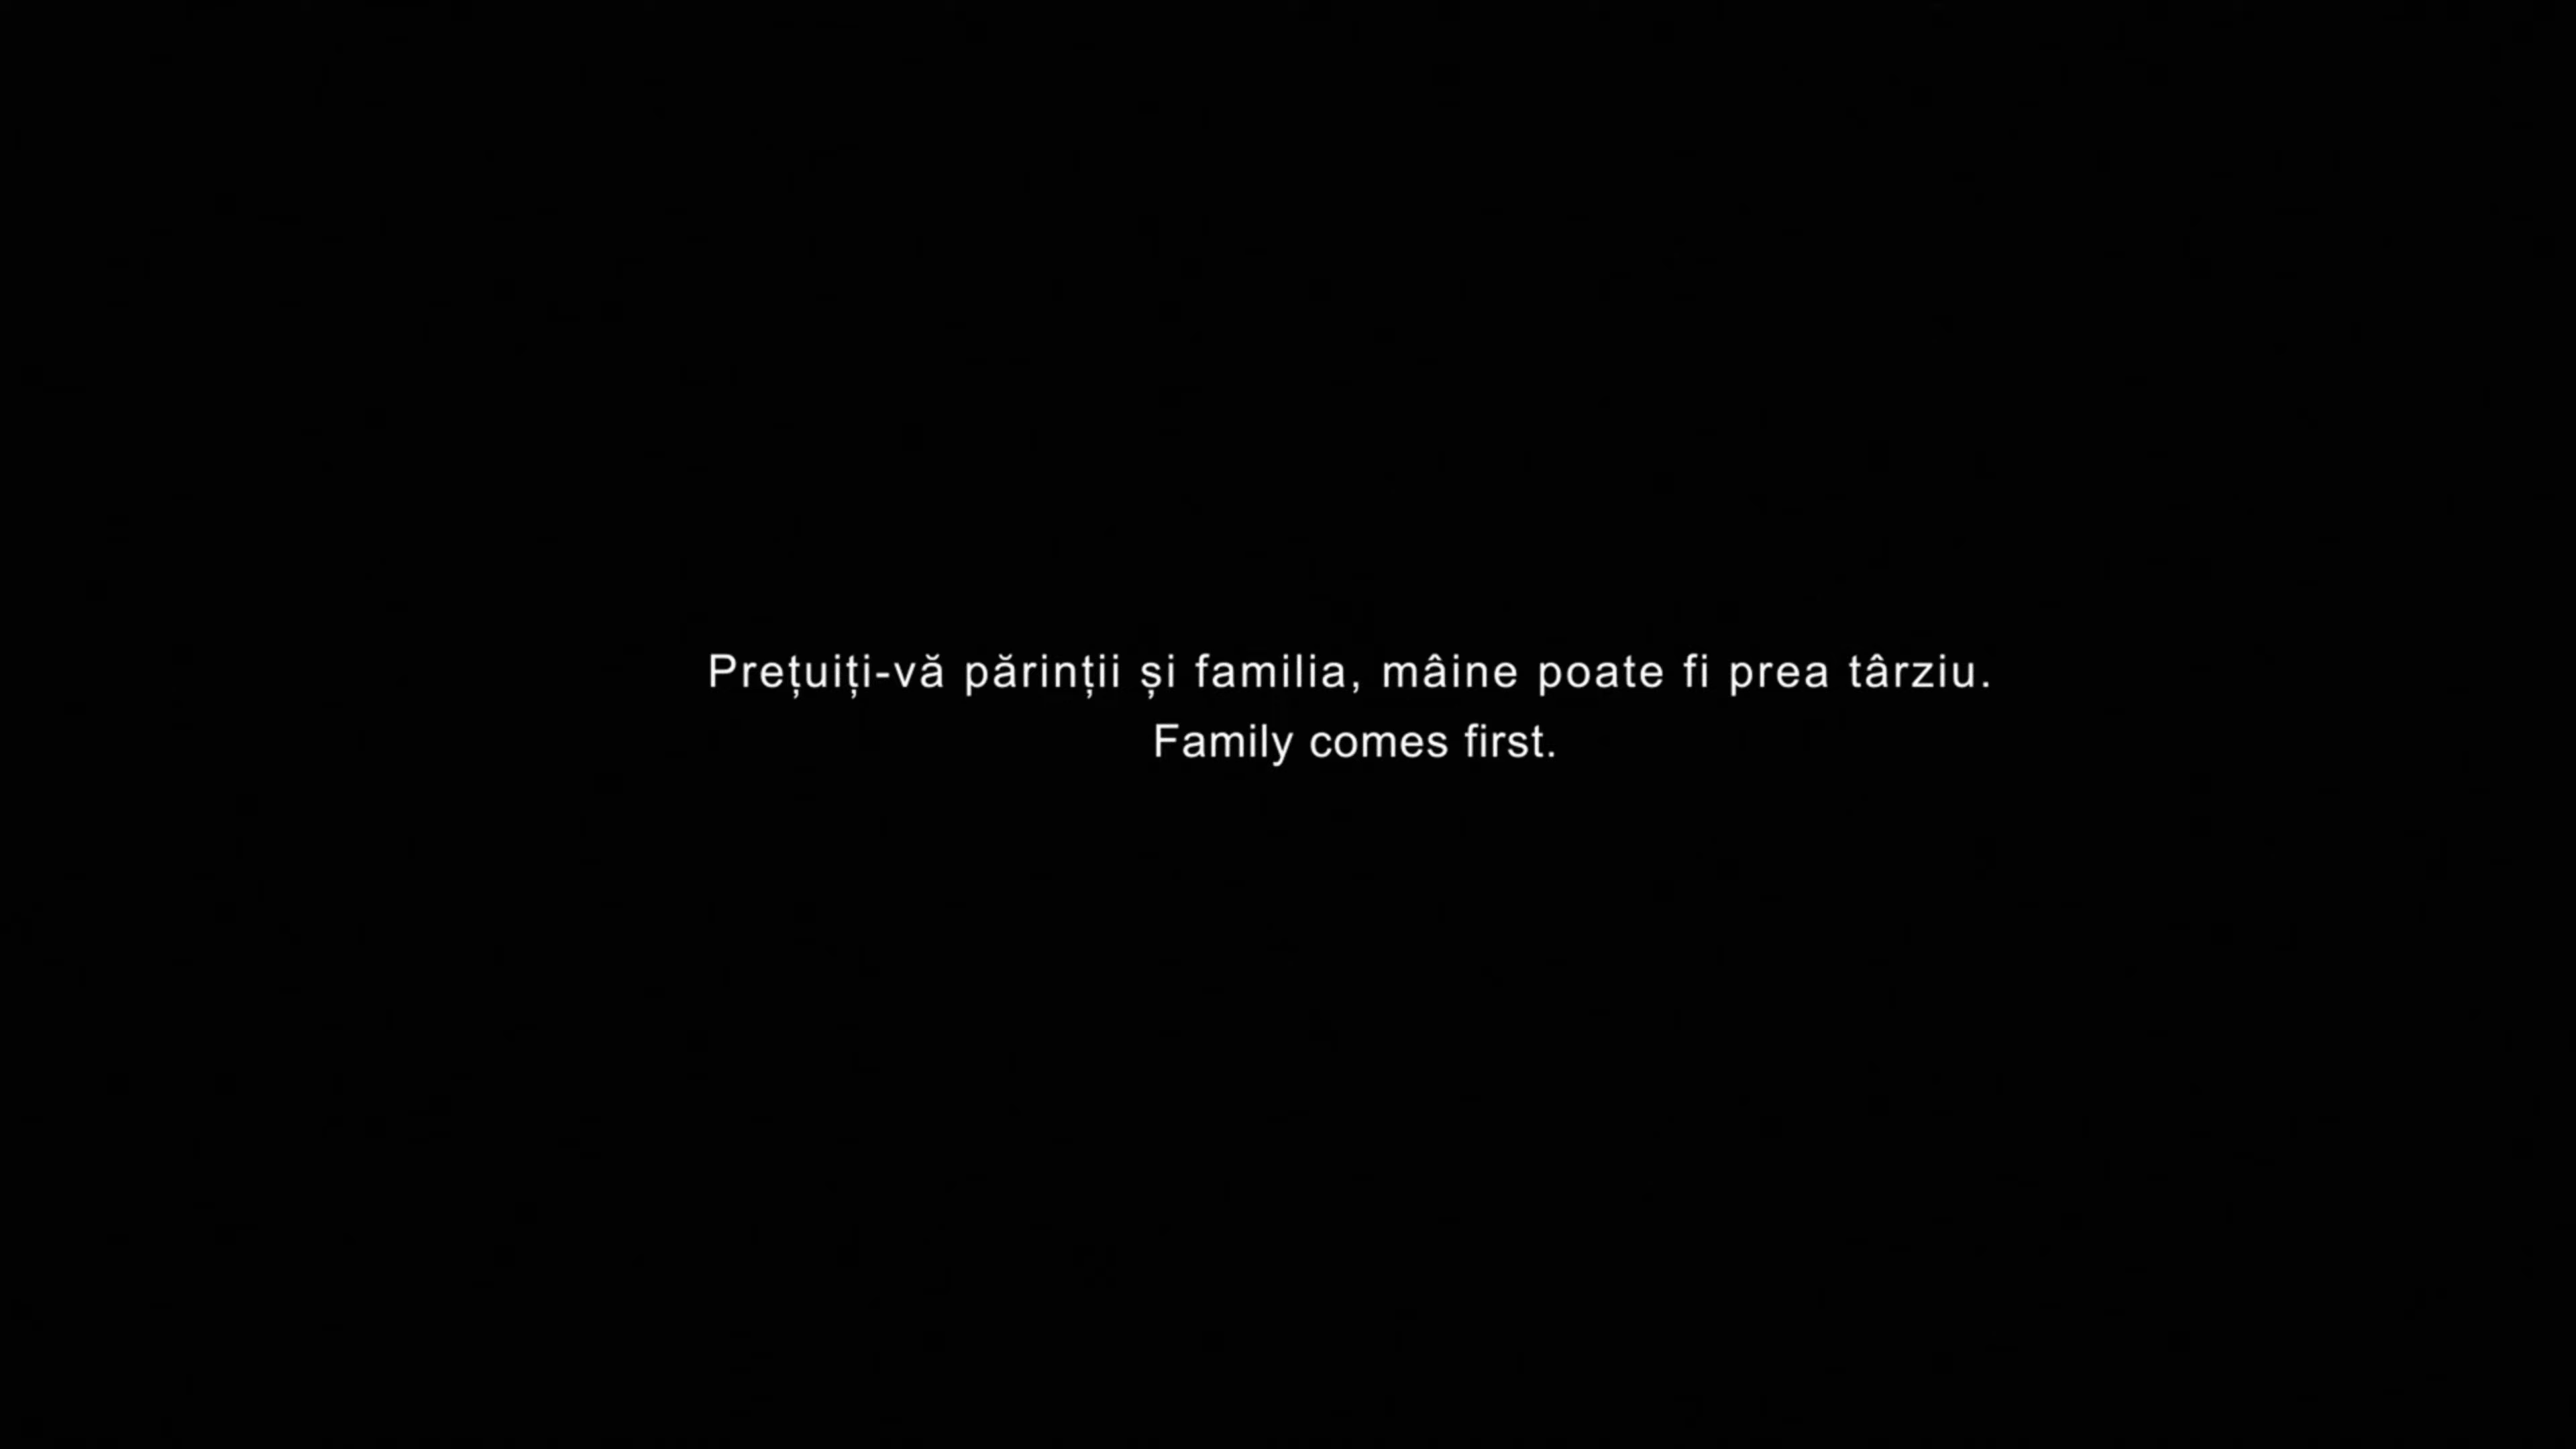 Prețuiți-vă părinții și familia, mâine poate fi prea târziu.
Family comes first.